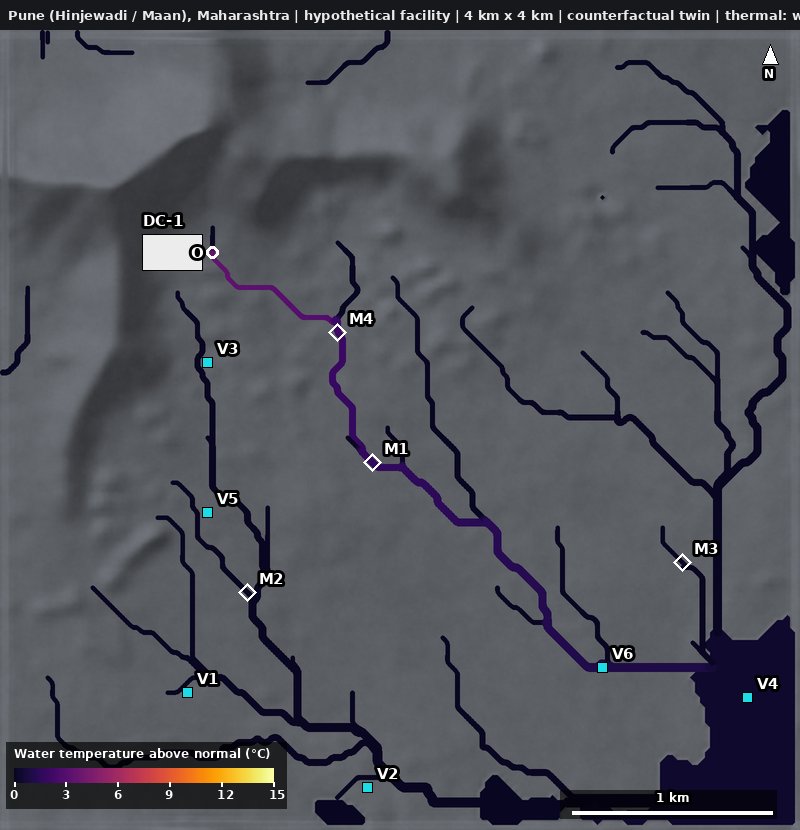 Pune (Hinjewadi / Maan), Maharashtra | hypothetical facility | 4 km x 4 km | counterfactual twin | thermal: w
N
DC-1
O
M4
V3
M1
V5
M3
M2
V6
V1
V4
V2
Water temperature above normal (°C)
0 3 6 9 12 15
1 km